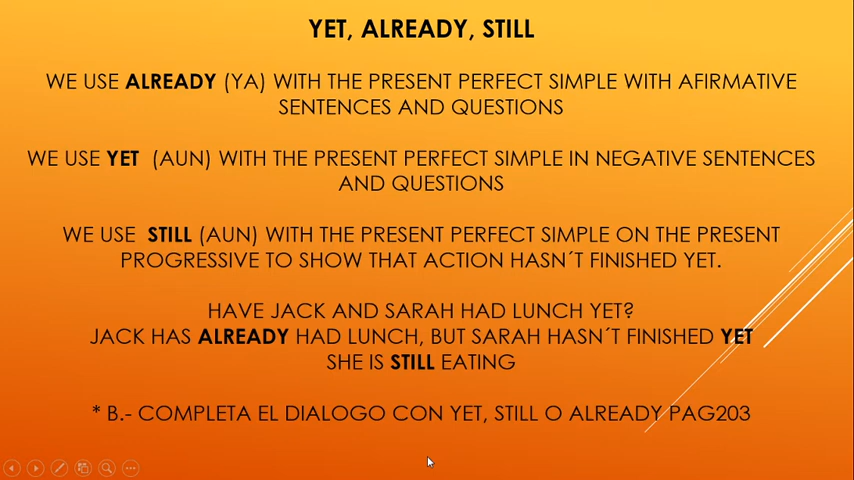 YET, ALREADY, STILL
WE USE ALREADY (YA) WITH THE PRESENT PERFECT SIMPLE WITH AFIRMATIVE
SENTENCES AND QUESTIONS
WE USE YET (AUN) WITH THE PRESENT PERFECT SIMPLE IN NEGATIVE SENTENCES
AND QUESTIONS
WE USE STILL (AUN) WITH THE PRESENT PERFECT SIMPLE ON THE PRESENT
PROGRESSIVE TO SHOW THAT ACTION HASN´T FINISHED YET.
HAVE JACK AND SARAH HAD LUNCH YET?
JACK HAS ALREADY HAD LUNCH, BUT SARAH HASN´T FINISHED YET
SHE IS STILL EATING
* B.- COMPLETA EL DIALOGO CON YET, STILL O ALREADY PAG203